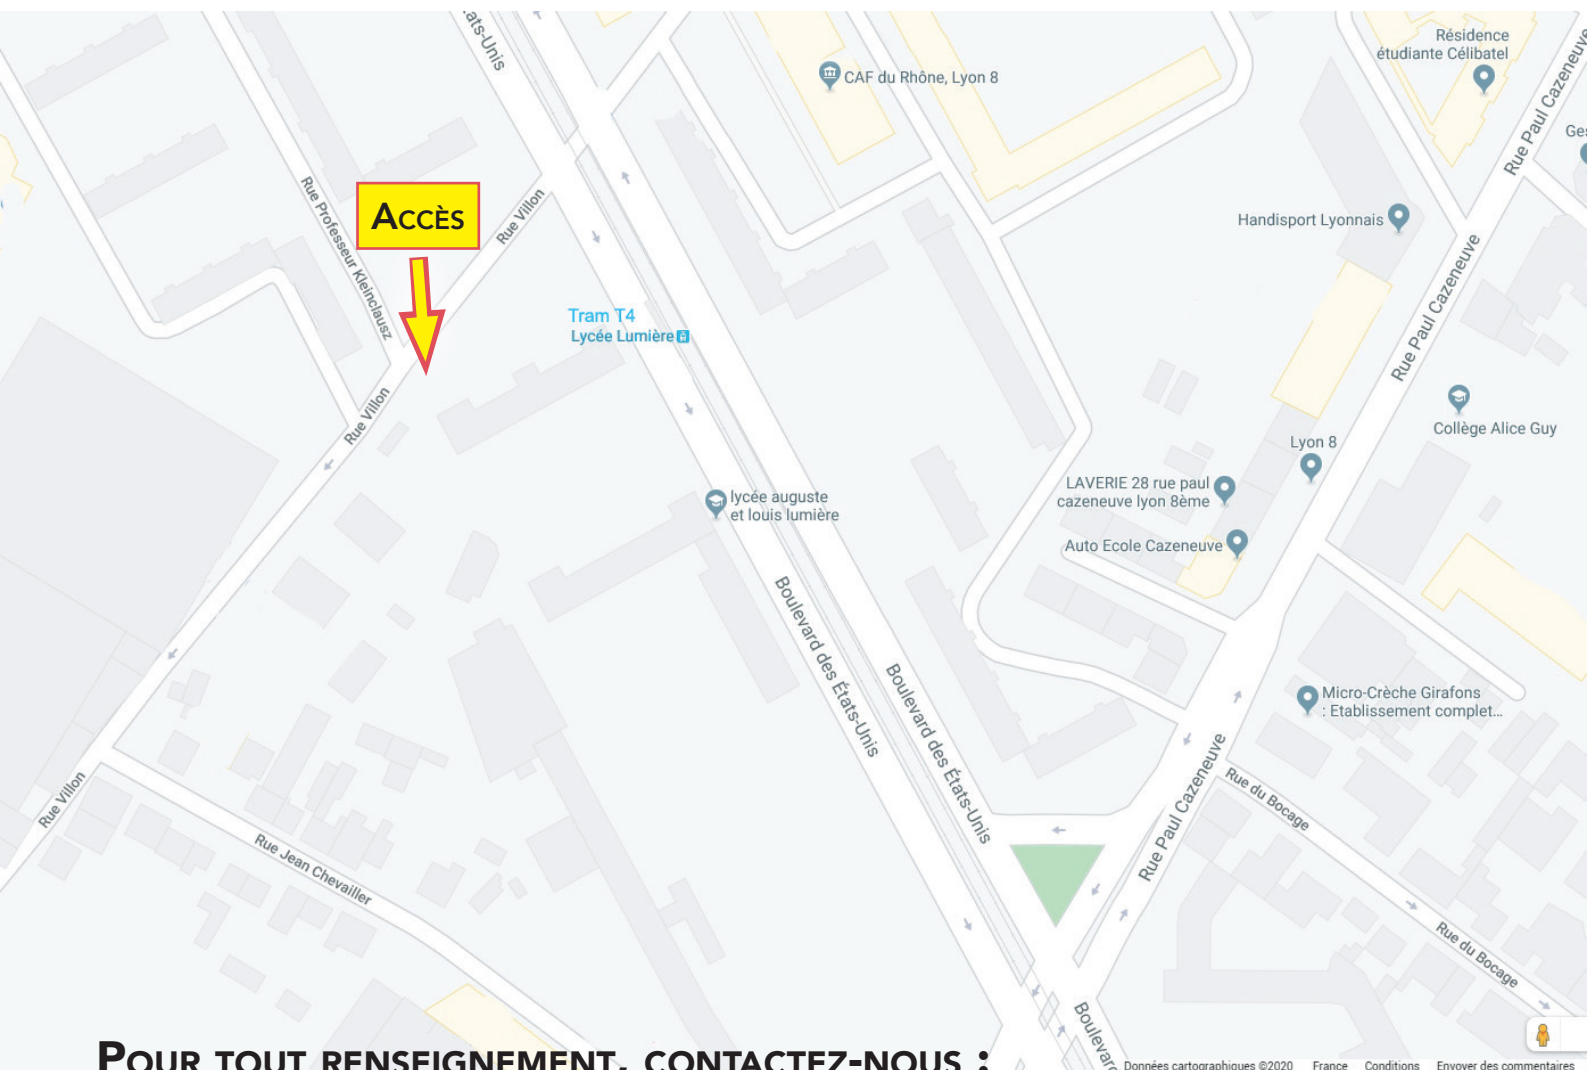 ...ats-Unis
Résidence
étudiante Célibatel
CAF du Rhône, Lyon 8
Rue Paul Cazeneuve
Ges
Rue Professeur Kleinclausz
ACCÈS
Rue Villon
Handisport Lyonnais
Rue Paul Cazeneuve
Tram T4
Lycée Lumière
Rue Villon
Collège Alice Guy
Lyon 8
LAVERIE 28 rue paul
cazeneuve lyon 8ème
lycée auguste
et louis lumière
Auto Ecole Cazeneuve
Boulevard des États-Unis
Boulevard des États-Unis
Micro-Crèche Girafons
: Etablissement complet...
Rue Villon
Rue Paul Cazeneuve
Rue du Bocage
Rue Jean Chevailler
Rue du Bocage
Boulevar
POUR TOUT RENSEIGNEMENT, CONTACTEZ-NOUS :
Données cartographiques ©2020 France Conditions Envoyer des commentaires